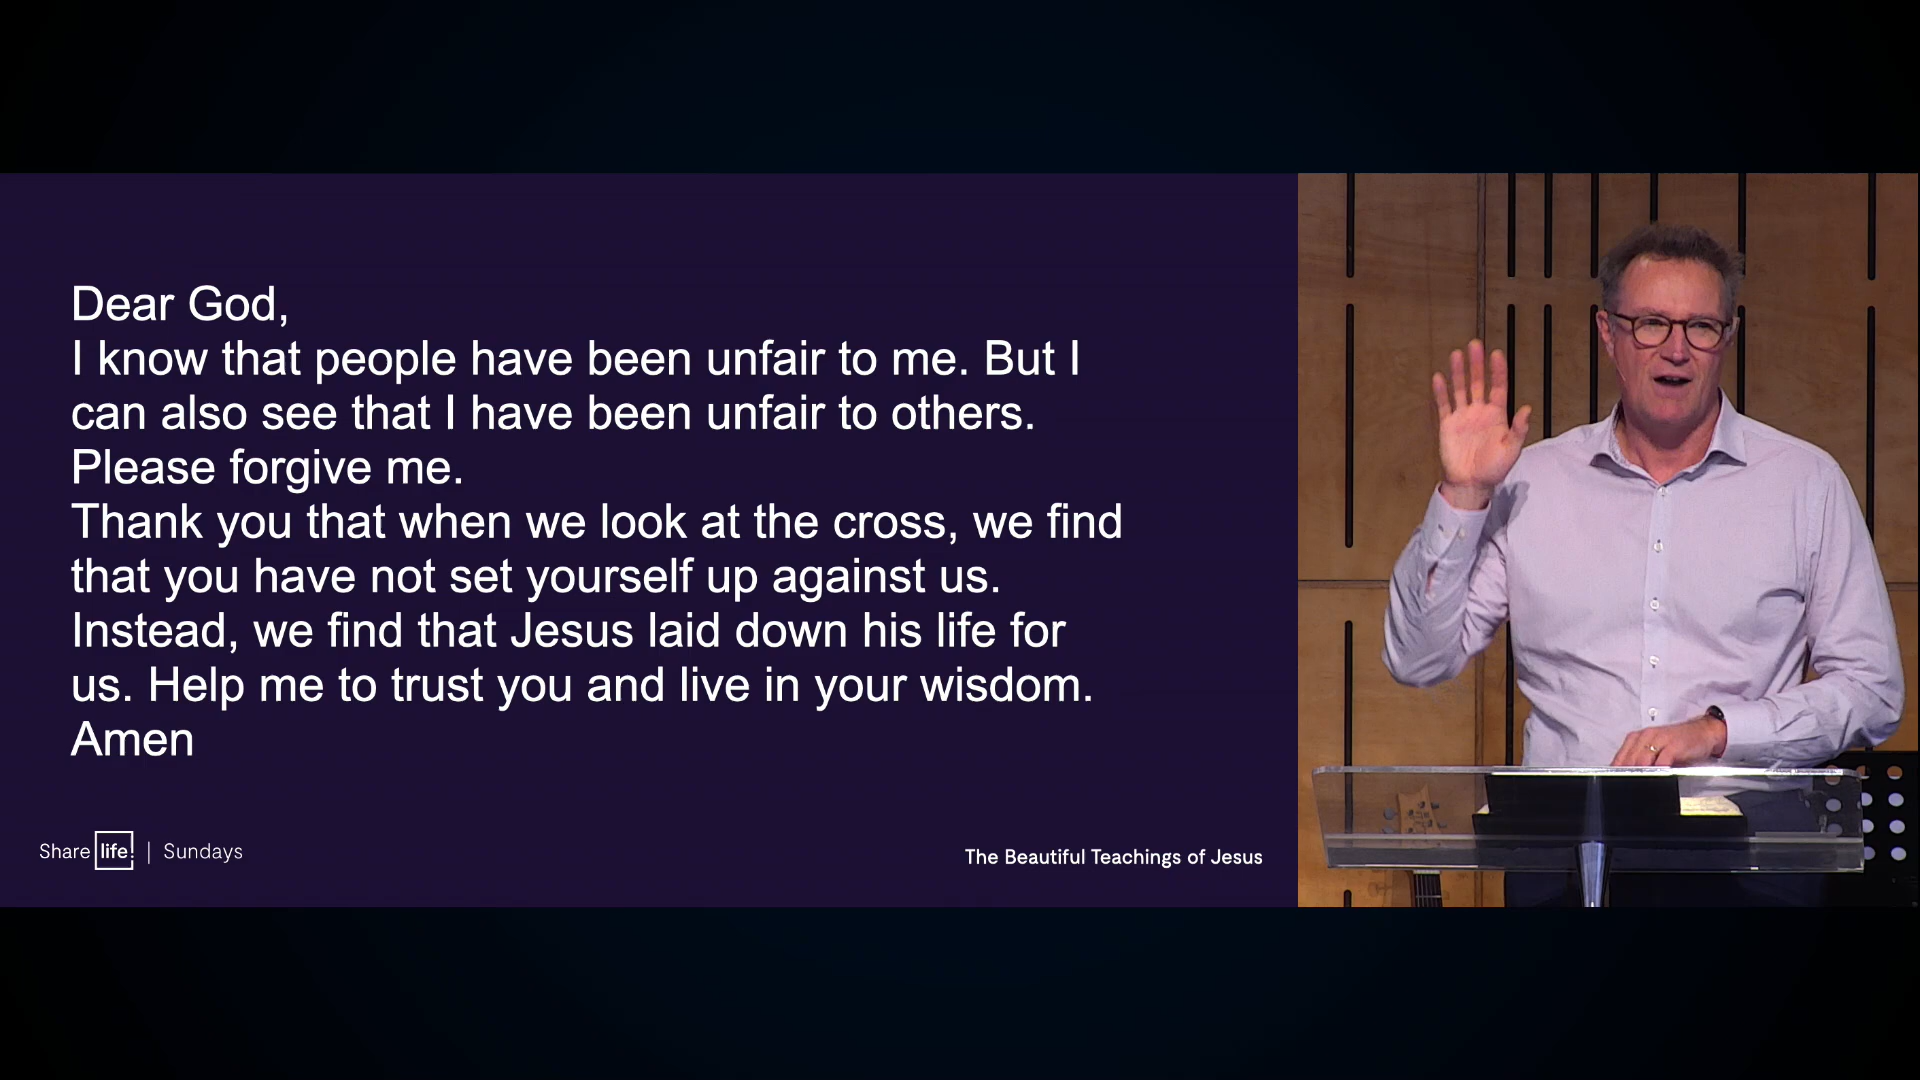 Dear God,
I know that people have been unfair to me. But I
can also see that I have been unfair to others.
Please forgive me.
Thank you that when we look at the cross, we find
that you have not set yourself up against us.
Instead, we find that Jesus laid down his life for
us. Help me to trust you and live in your wisdom.
Amen
Share life! | Sundays
The Beautiful Teachings of Jesus